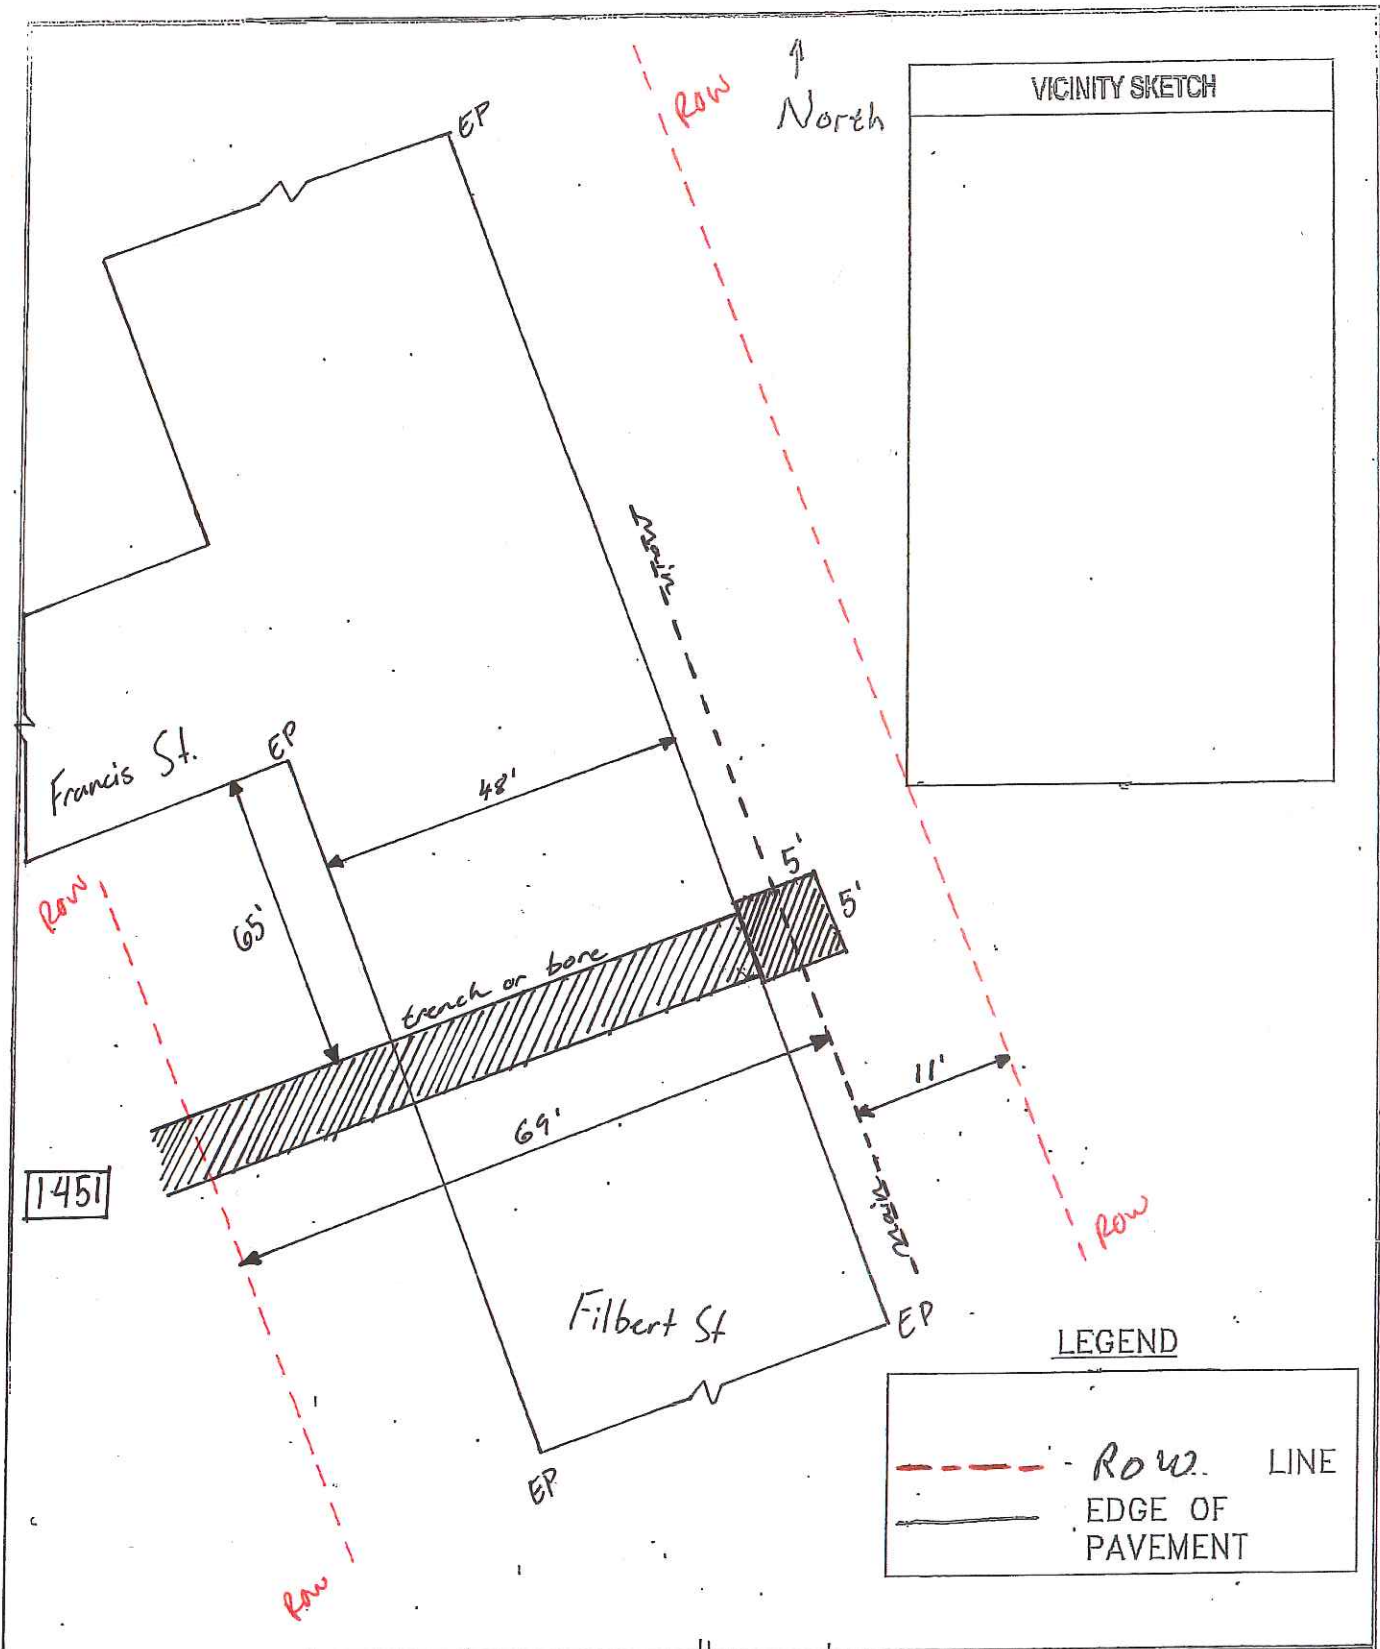 ROW
North
VICINITY SKETCH
EP
Main
Francis St.
EP
48'
5'
5'
ROW
65'
trench or bore
11'
69'
1451
Main
ROW
Filbert St
EP
LEGEND
EP
- ROW. LINE
EDGE OF
PAVEMENT
ROW